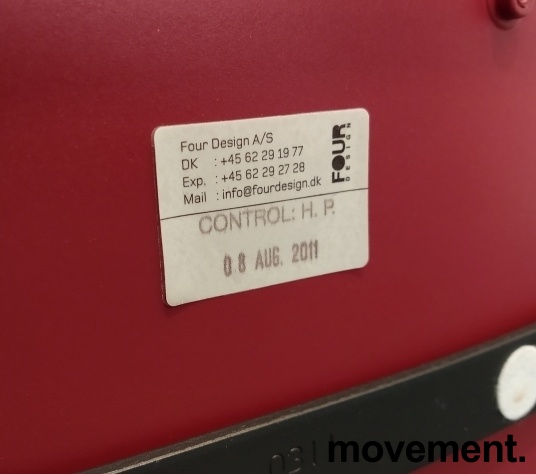 Four Design A/S
DK : +45 62 29 19 77
Exp. : +45 62 29 27 28
Mail : info@fourdesign.dk
FOUR
DESIGN
CONTROL: H. P.
08 AUG. 2011
movement.